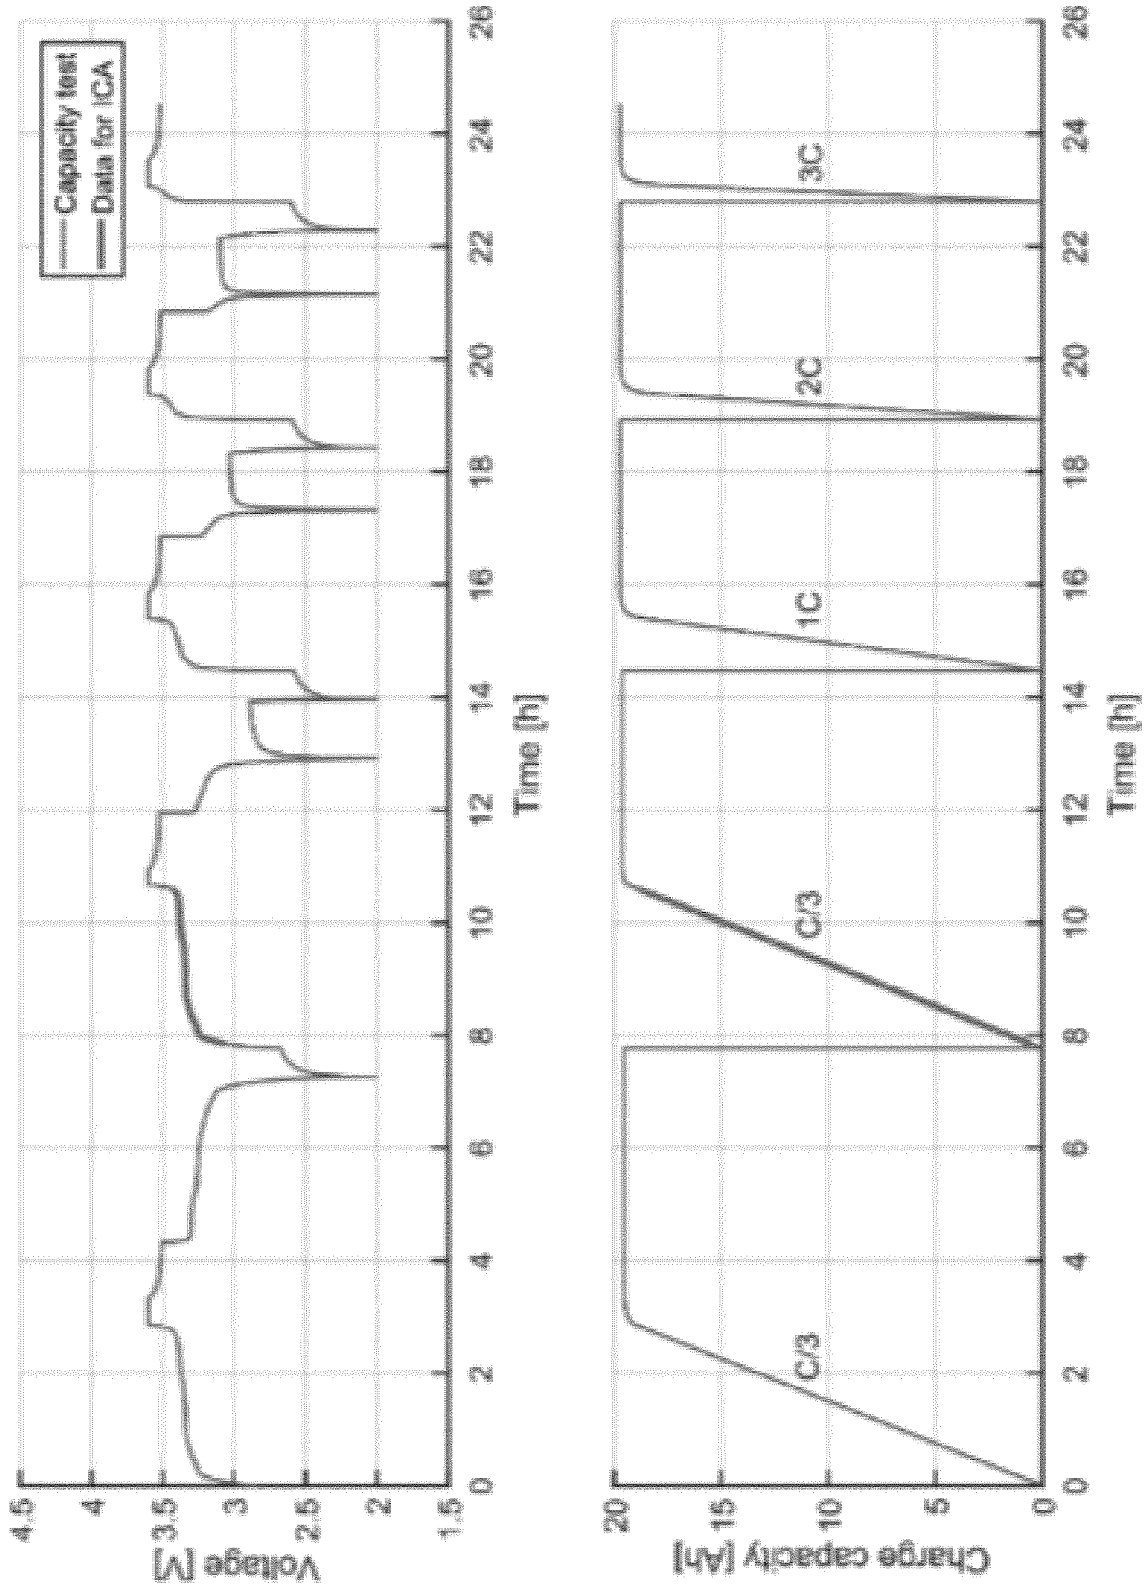 Voltage [V]
4.5
4
3.5
3
2.5
2
1.5
Capacity test
Data for ICA
0 2 4 6 8 10 12 14 16 18 20 22 24 26
Time [h]
Charge capacity [Ah]
20
15
10
5
0
C/3
C/3
1C
2C
3C
0 2 4 6 8 10 12 14 16 18 20 22 24 26
Time [h]